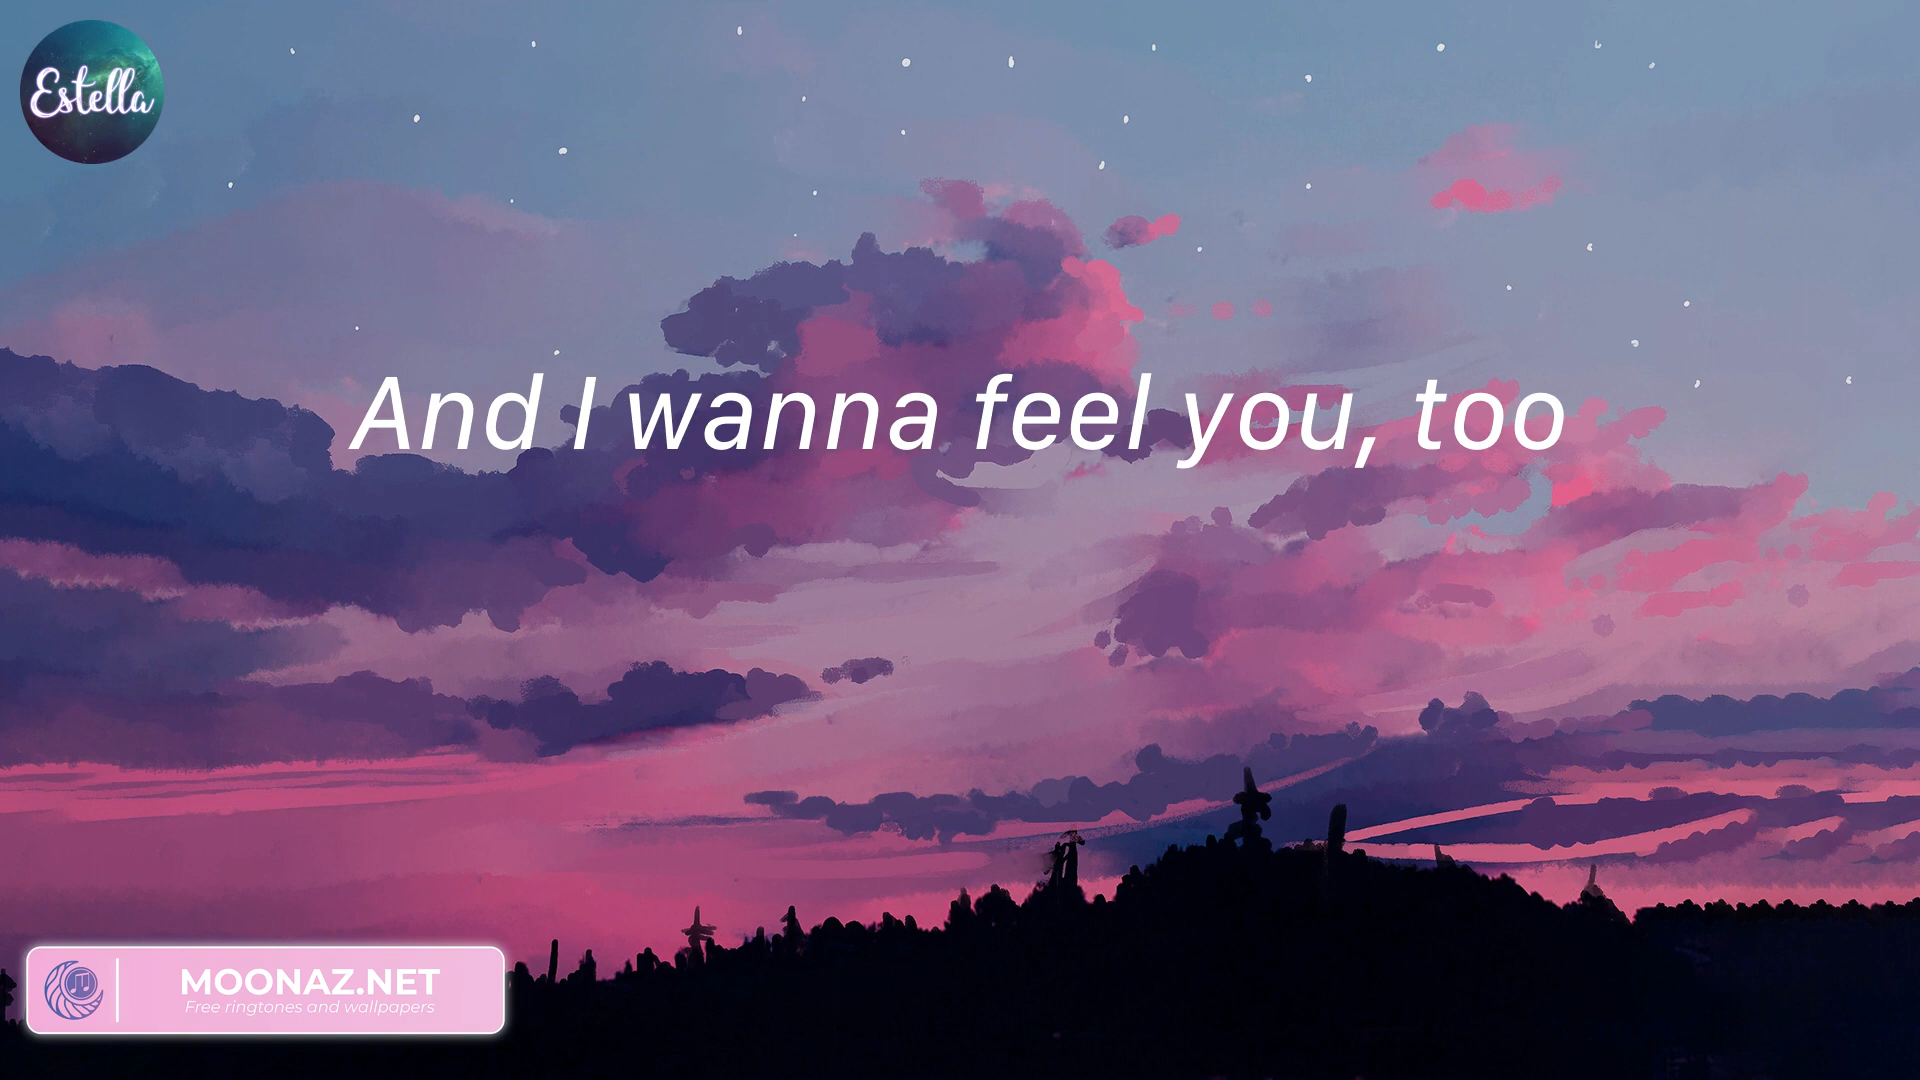 Estella
And I wanna feel you, too
MOONAZ.NET
Free ringtones and wallpapers